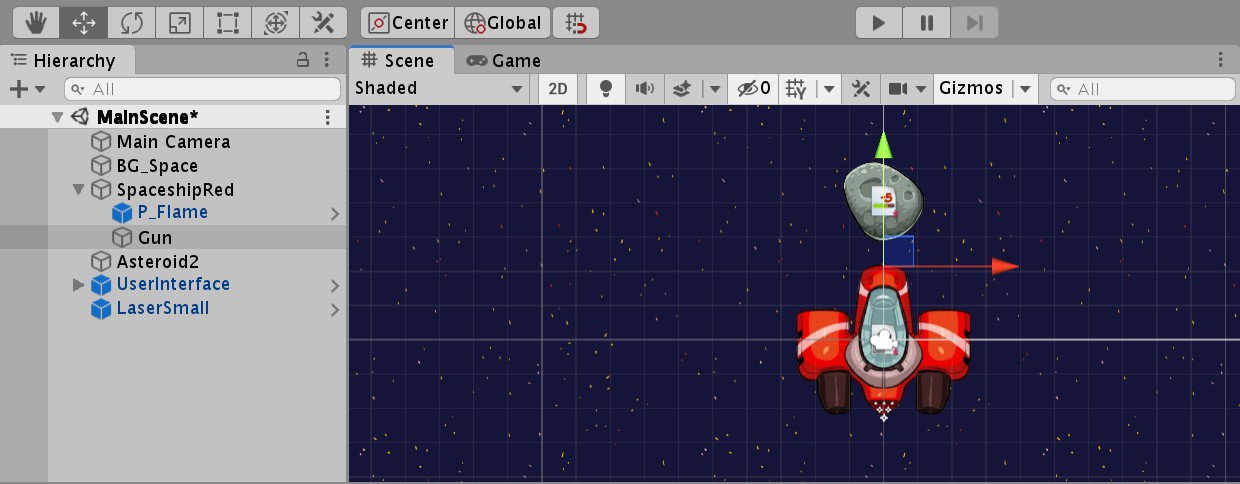 Center Global
Hierarchy
All
MainScene*
Main Camera
BG_Space
SpaceshipRed
P_Flame
Gun
Asteroid2
UserInterface
LaserSmall
Scene Game
Shaded 2D 0 Gizmos All